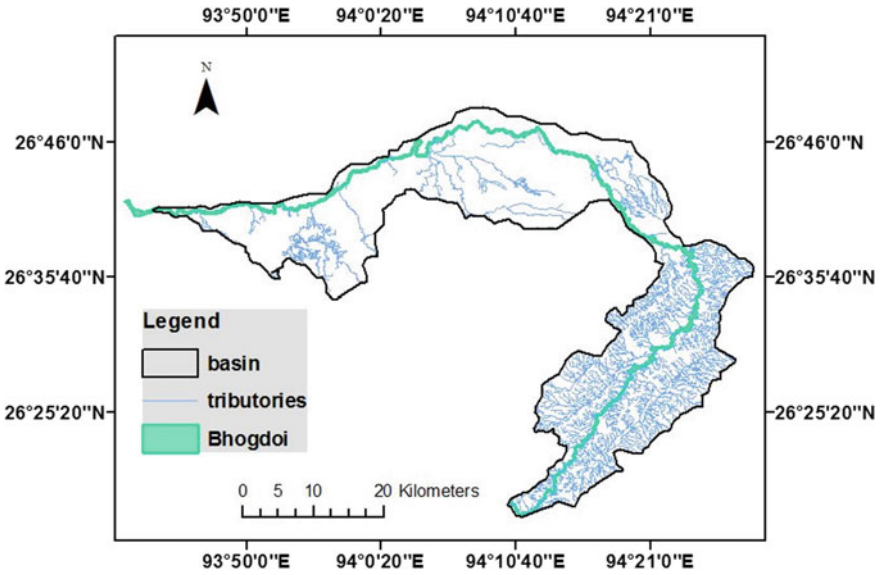 93°50'0"E 94°0'20"E 94°10'40"E 94°21'0"E
N
26°46'0"N 26°46'0"N
26°35'40"N 26°35'40"N
Legend
basin
tributories
Bhogdoi
26°25'20"N 26°25'20"N
0 5 10 20 Kilometers
93°50'0"E 94°0'20"E 94°10'40"E 94°21'0"E